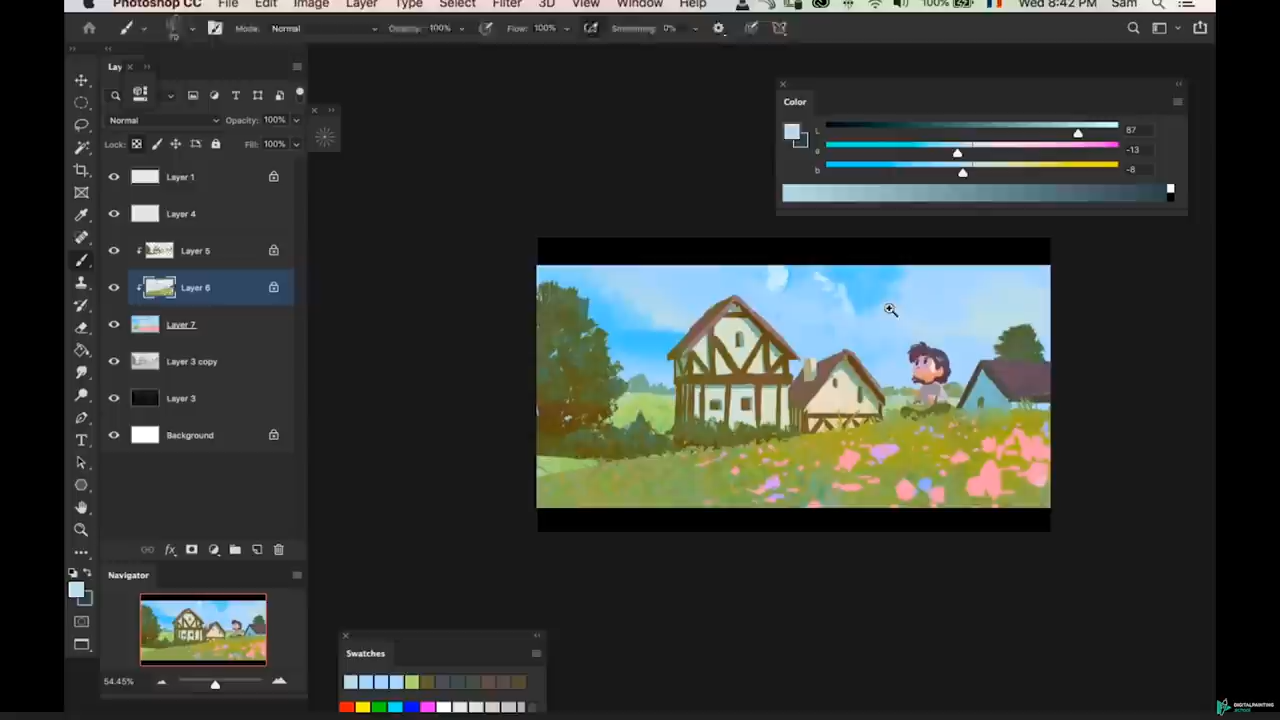 Photoshop CC File Edit Image Layer Type Select Filter 3D View Window Help 100% Wed 8:42 PM Sam
Mode: Normal Opacity: 100% Flow: 100% Smoothing: 0%
Lay
Normal Opacity: 100%
Lock: Fill: 100%
Layer 1
Layer 4
Layer 5
Layer 6
Layer 7
Layer 3 copy
Layer 3
Background
Navigator
54.45%
Color
L 87
a -13
b -8
Swatches
DIGITALPAINTING